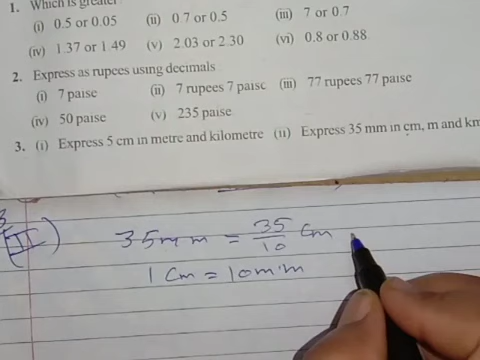 1. Which is greater
(i) 0.5 or 0.05 (ii) 0.7 or 0.5 (iii) 7 or 0.7
(iv) 1.37 or 1.49 (v) 2.03 or 2.30 (vi) 0.8 or 0.88
2. Express as rupees using decimals
(i) 7 paise (ii) 7 rupees 7 paise (iii) 77 rupees 77 paise
(iv) 50 paise (v) 235 paise
3. (i) Express 5 cm in metre and kilometre (ii) Express 35 mm in cm, m and km
3 (II) 35mm = 35/10 cm
1 cm = 10mm